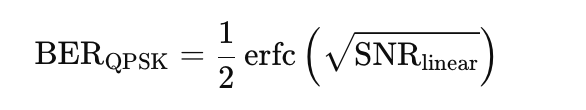 BER_QPSK = 1/2 erfc (√SNR_linear)